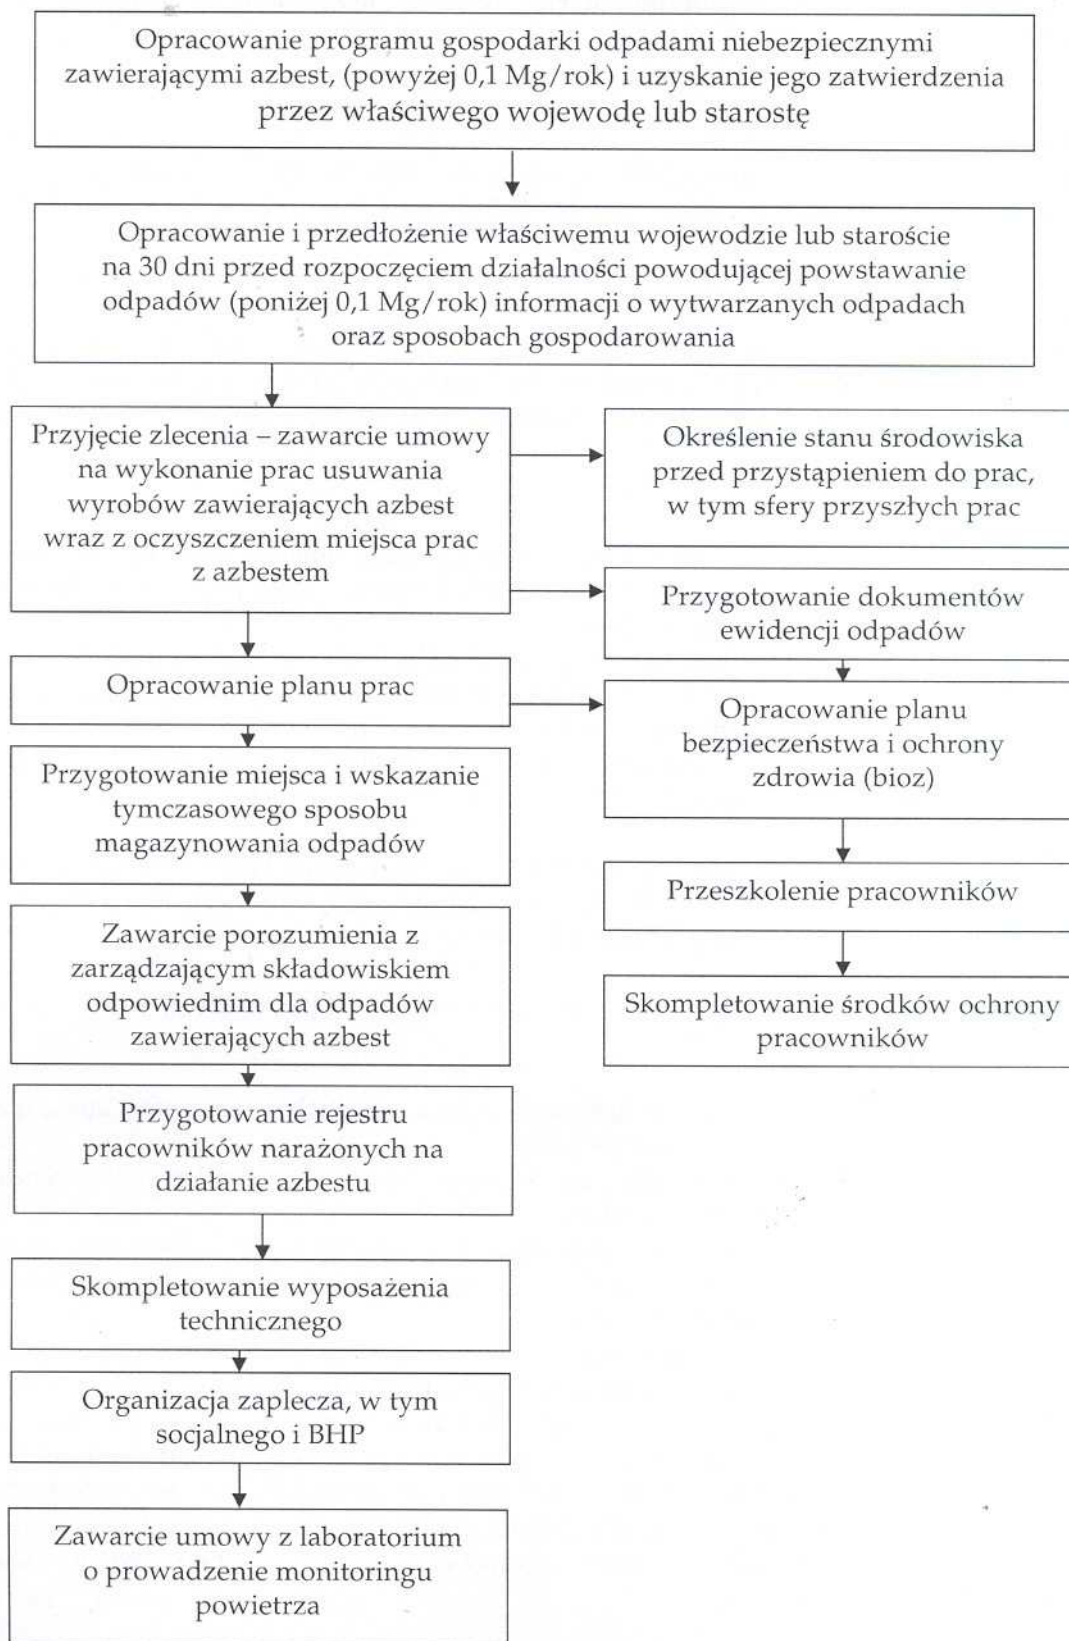 Opracowanie programu gospodarki odpadami niebezpiecznymi
zawierającymi azbest, (powyżej 0,1 Mg/rok) i uzyskanie jego zatwierdzenia
przez właściwego wojewodę lub starostę
Opracowanie i przedłożenie właściwemu wojewodzie lub staroście
na 30 dni przed rozpoczęciem działalności powodującej powstawanie
odpadów (poniżej 0,1 Mg/rok) informacji o wytwarzanych odpadach
oraz sposobach gospodarowania
Przyjęcie zlecenia – zawarcie umowy
na wykonanie prac usuwania
wyrobów zawierających azbest
wraz z oczyszczeniem miejsca prac
z azbestem
Określenie stanu środowiska
przed przystąpieniem do prac,
w tym sfery przyszłych prac
Przygotowanie dokumentów
ewidencji odpadów
Opracowanie planu prac
Opracowanie planu
bezpieczeństwa i ochrony
zdrowia (bioz)
Przygotowanie miejsca i wskazanie
tymczasowego sposobu
magazynowania odpadów
Przeszkolenie pracowników
Zawarcie porozumienia z
zarządzającym składowiskiem
odpowiednim dla odpadów
zawierających azbest
Skompletowanie środków ochrony
pracowników
Przygotowanie rejestru
pracowników narażonych na
działanie azbestu
Skompletowanie wyposażenia
technicznego
Organizacja zaplecza, w tym
socjalnego i BHP
Zawarcie umowy z laboratorium
o prowadzenie monitoringu
powietrza